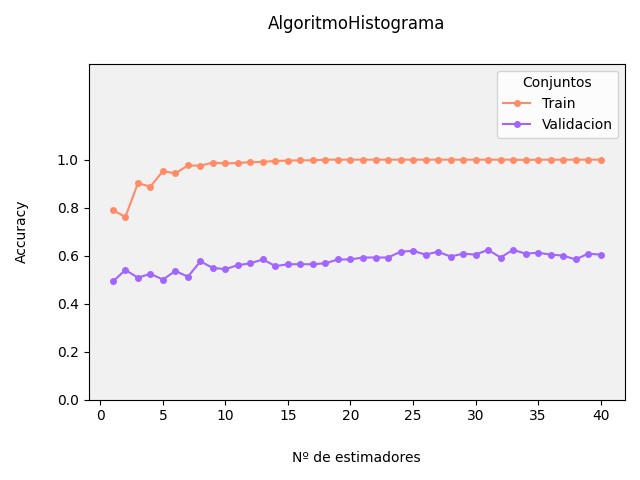 AlgoritmoHistograma
Conjuntos
Train
Validacion
1.0
0.8
0.6
0.4
0.2
0.0
Accuracy
0 5 10 15 20 25 30 35 40
Nº de estimadores